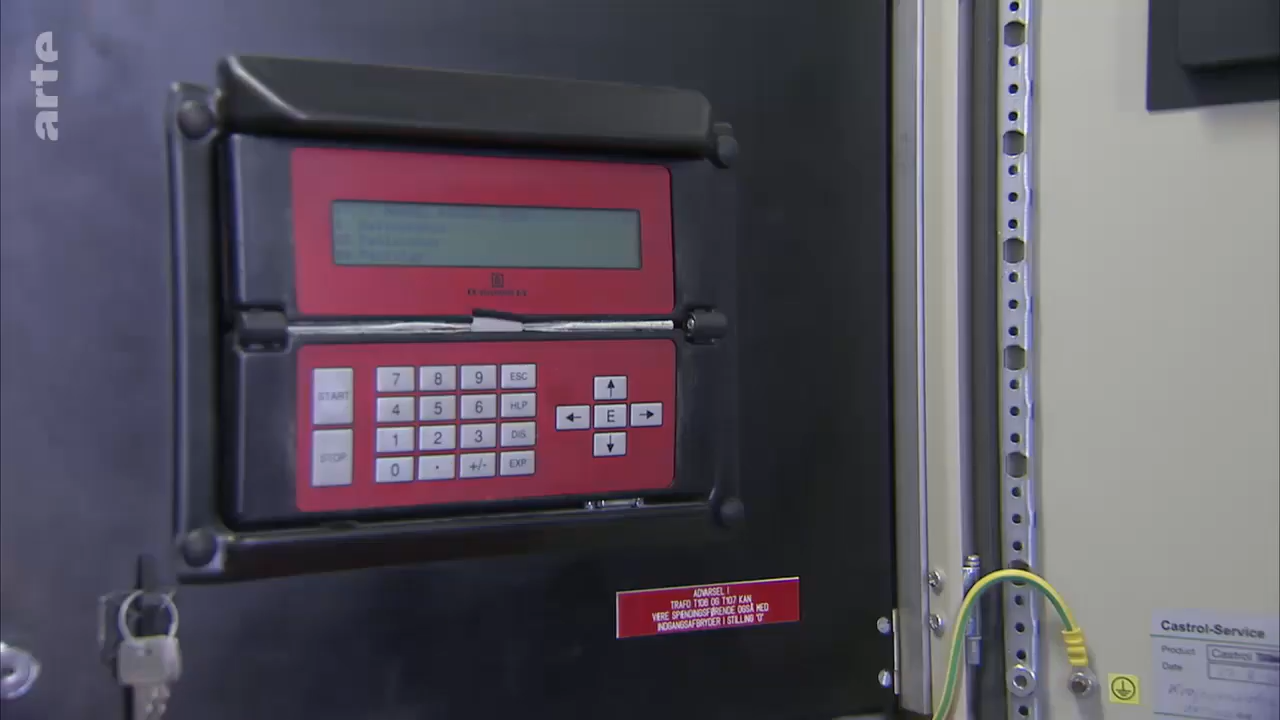 arte
START
STOP
7 8 9 ESC
4 5 6 HLP
1 2 3 DIS
0 . +/- EXP
↑
← E →
↓
ADVARSEL !
TRAFO T106 OG T107 KAN
VÆRE SPÆNDINGSFØRENDE OGSÅ MED
INDGANGSAFBRYDER I STILLING "0"
Castrol-Service
Product Castrol
Date